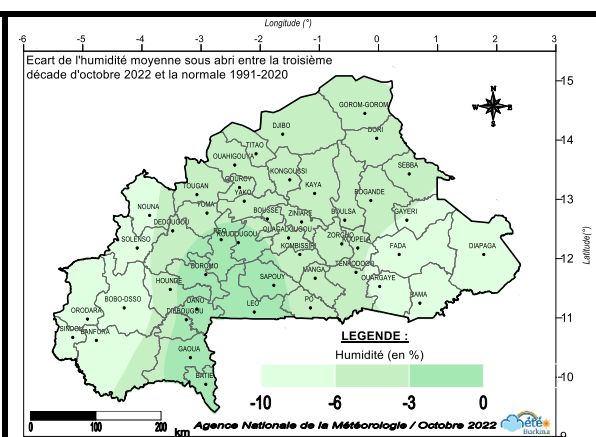 Longitude (°)
-6 -5 -4 -3 -2 -1 0 1 2 3
Ecart de l'humidité moyenne sous abri entre la troisième
décade d'octobre 2022 et la normale 1991-2020
15
N
W E
S
GOROM-GOROM
DJIBO
DORI
14
TITAO
OUAHIGOUYA
SEBBA
KONGOUSSI
GOURCY
KAYA
TOUGAN
YAKO
BOGANDE
13
NOUNA
TOMA
BOUSSE
ZINIARE
BOULSA
GAYERI
DEDOUGOU
REO
KOUDOUGOU
OUAGADOUGOU
ZORGHO
KOUPELA
SOLENSO
KOMBISSIRI
FADA
DIAPAGA
Latitude(°)
12
BOROMO
SAPOUY
MANGA
TENKODOGO
OUARGAYE
HOUNDE
BOBO-DSSO
DANO
LEO
PO
PAMA
ORODARA
DIEBOUGOU
11
SINDOU
BANFORA
LEGENDE :
GAOUA
Humidité (en %)
BATIE
10
-10 -6 -3 0
0 100 200
km
Agence Nationale de la Météorologie / Octobre 2022
météo
Burkina
9